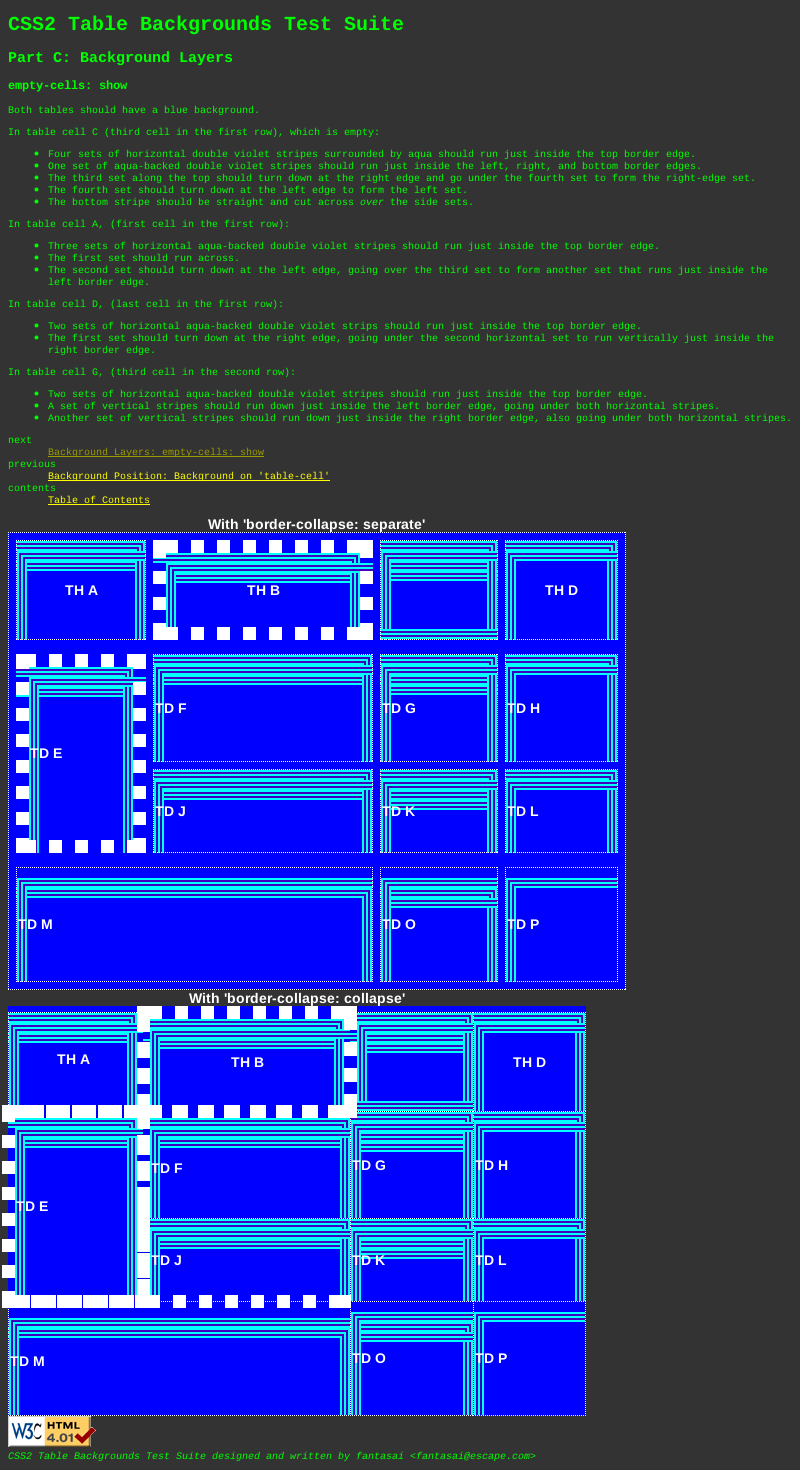 CSS2 Table Backgrounds Test Suite
Part C: Background Layers
empty-cells: show
Both tables should have a blue background.
In table cell C (third cell in the first row), which is empty:
Four sets of horizontal double violet stripes surrounded by aqua should run just inside the top border edge.
One set of aqua-backed double violet stripes should run just inside the left, right, and bottom border edges.
The third set along the top should turn down at the right edge and go under the fourth set to form the right-edge set.
The fourth set should turn down at the left edge to form the left set.
The bottom stripe should be straight and cut across over the side sets.
In table cell A, (first cell in the first row):
Three sets of horizontal aqua-backed double violet stripes should run just inside the top border edge.
The first set should run across.
The second set should turn down at the left edge, going over the third set to form another set that runs just inside the
left border edge.
In table cell D, (last cell in the first row):
Two sets of horizontal aqua-backed double violet strips should run just inside the top border edge.
The first set should turn down at the right edge, going under the second horizontal set to run vertically just inside the
right border edge.
In table cell G, (third cell in the second row):
Two sets of horizontal aqua-backed double violet stripes should run just inside the top border edge.
A set of vertical stripes should run down just inside the left border edge, going under both horizontal stripes.
Another set of vertical stripes should run down just inside the right border edge, also going under both horizontal stripes.
next
Background Layers: empty-cells: show
previous
Background Position: Background on 'table-cell'
contents
Table of Contents
With 'border-collapse: separate'
TH A TH B TH D
TD E TD F TD G TD H
TD J TD K TD L
TD M TD O TD P
With 'border-collapse: collapse'
TH A TH B TH D
TD E TD F TD G TD H
TD J TD K TD L
TD M TD O TD P
W3C HTML 4.01
CSS2 Table Backgrounds Test Suite designed and written by fantasai <fantasai@escape.com>